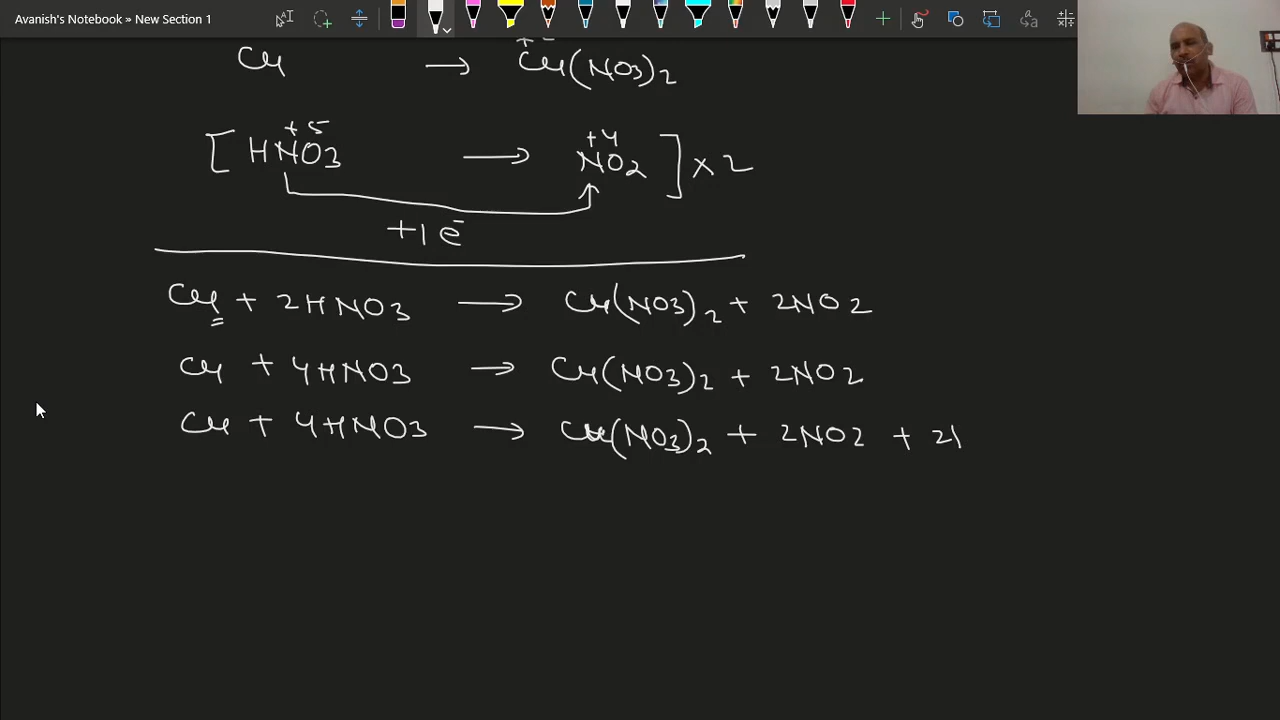 Avanish's Notebook » New Section 1
Cu → Cu(NO3)2
+5 +4
[HNO3 → NO2] × 2
+1 e-
Cu + 2HNO3 → Cu(NO3)2 + 2NO2
Cu + 4HNO3 → Cu(NO3)2 + 2NO2
Cu + 4HNO3 → Cu(NO3)2 + 2NO2 + 2